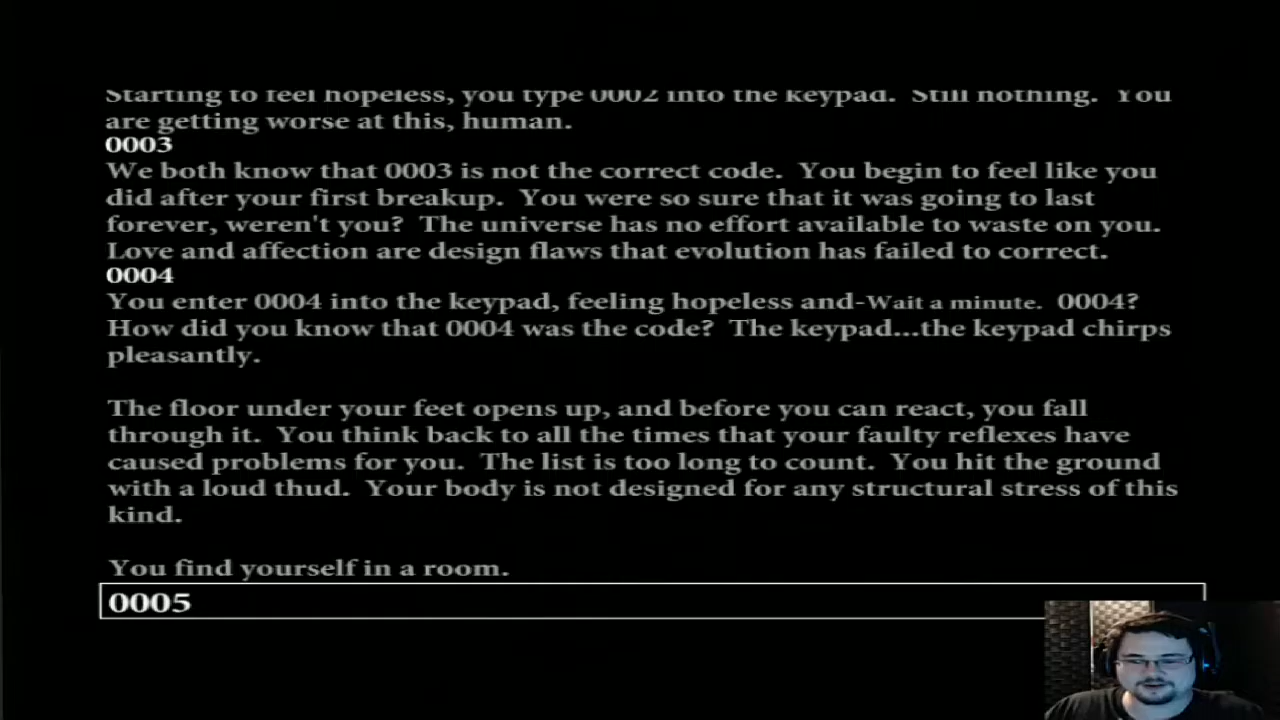 Starting to feel hopeless, you type 0002 into the keypad.  Still nothing.  You
are getting worse at this, human.
0003
We both know that 0003 is not the correct code.  You begin to feel like you
did after your first breakup.  You were so sure that it was going to last
forever, weren't you?  The universe has no effort available to waste on you.
Love and affection are design flaws that evolution has failed to correct.
0004
You enter 0004 into the keypad, feeling hopeless and-Wait a minute.  0004?
How did you know that 0004 was the code?  The keypad...the keypad chirps
pleasantly.
The floor under your feet opens up, and before you can react, you fall
through it.  You think back to all the times that your faulty reflexes have
caused problems for you.  The list is too long to count.  You hit the ground
with a loud thud.  Your body is not designed for any structural stress of this
kind.
You find yourself in a room.
0005